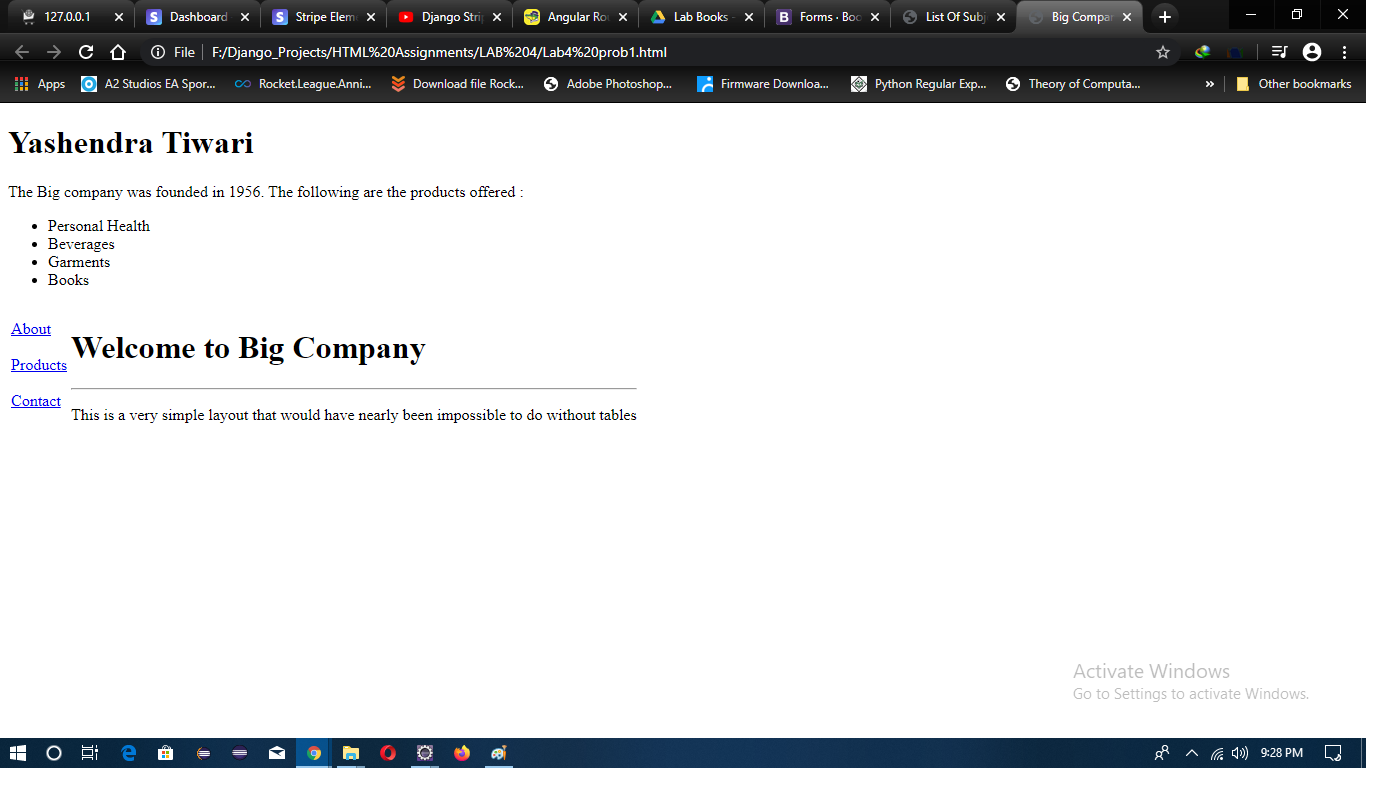 127.0.0.1
Dashboard
Stripe Elem
Django Stri
Angular Ro
Lab Books -
Forms · Boo
List Of Subj
Big Compan
File F:/Django_Projects/HTML%20Assignments/LAB%204/Lab4%20prob1.html
Apps A2 Studios EA Spor... Rocket.League.Anni... Download file Rock... Adobe Photoshop... Firmware Downloa... Python Regular Exp... Theory of Computa... » Other bookmarks
Yashendra Tiwari
The Big company was founded in 1956. The following are the products offered :
• Personal Health
• Beverages
• Garments
• Books
About
Products
Contact
Welcome to Big Company
This is a very simple layout that would have nearly been impossible to do without tables
Activate Windows
Go to Settings to activate Windows.
9:28 PM